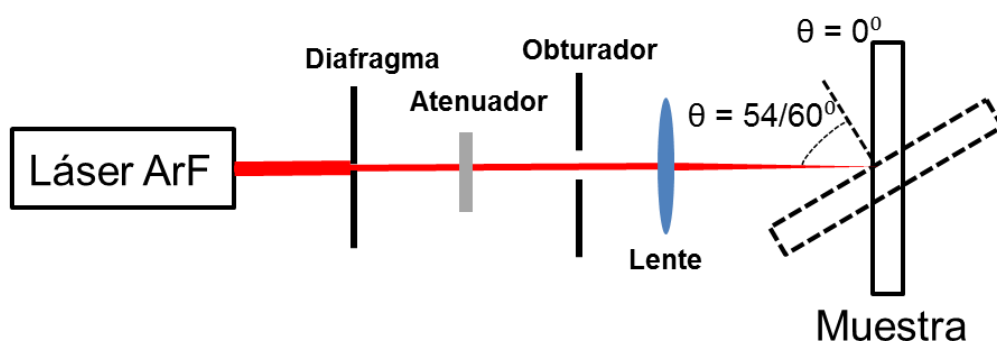 θ = 0⁰
Obturador
Diafragma
Atenuador
θ = 54/60⁰
Láser ArF
Lente
Muestra